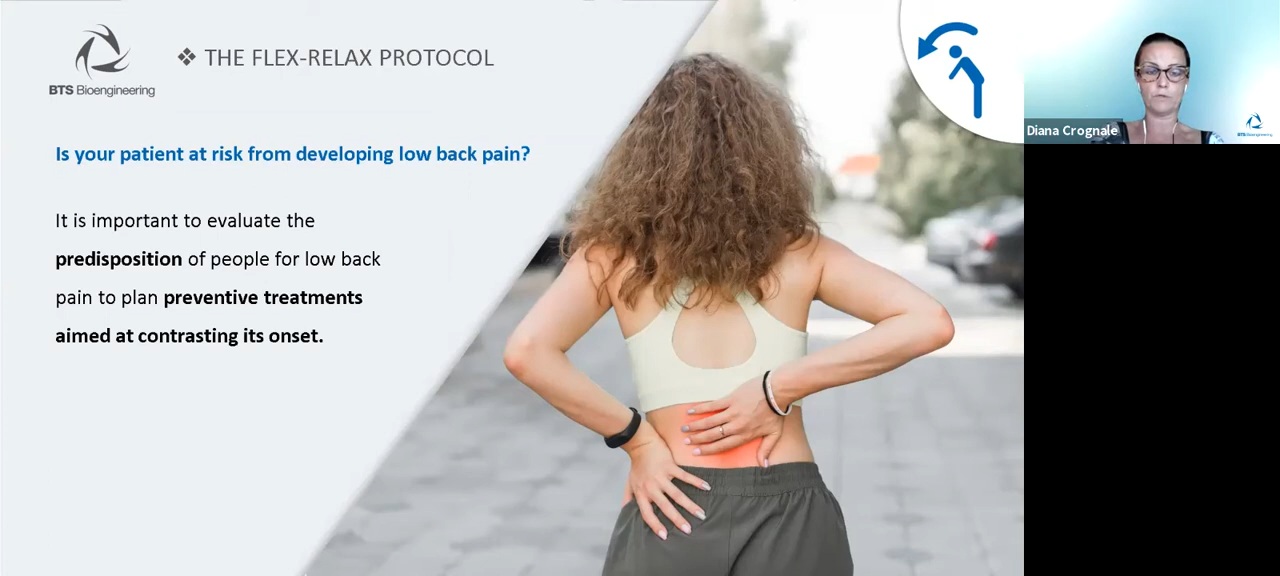 ❖ THE FLEX-RELAX PROTOCOL
BTS Bioengineering
Is your patient at risk from developing low back pain?
It is important to evaluate the
predisposition of people for low back
pain to plan preventive treatments
aimed at contrasting its onset.
Diana Crognale
BTS Bioengineering